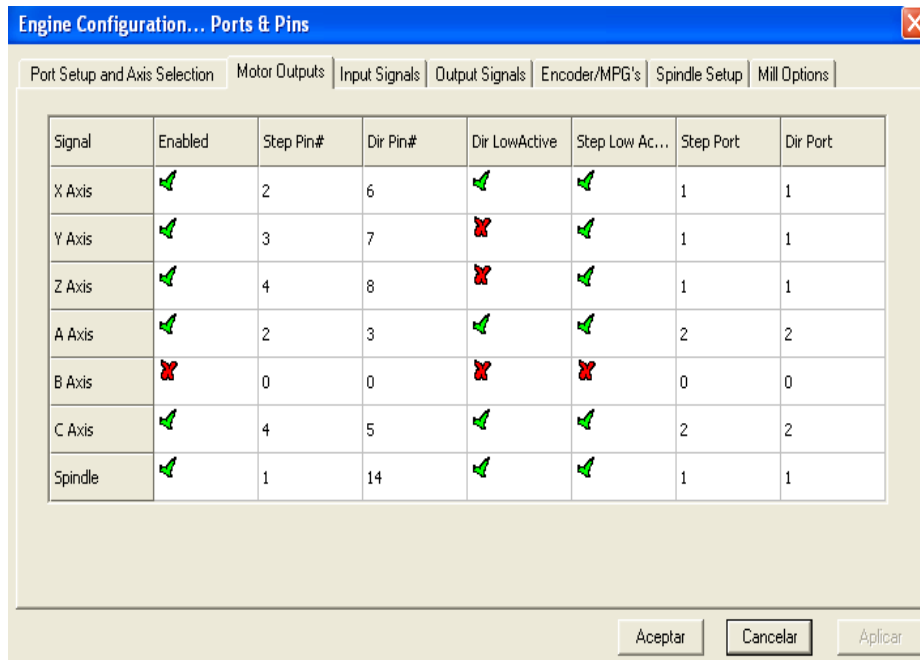 Engine Configuration... Ports & Pins
Port Setup and Axis Selection Motor Outputs Input Signals Output Signals Encoder/MPG's Spindle Setup Mill Options
Signal Enabled Step Pin# Dir Pin# Dir LowActive Step Low Ac... Step Port Dir Port
X Axis 2 6 1 1
Y Axis 3 7 1 1
Z Axis 4 8 1 1
A Axis 2 3 2 2
B Axis 0 0 0 0
C Axis 4 5 2 2
Spindle 1 14 1 1
Aceptar Cancelar Aplicar